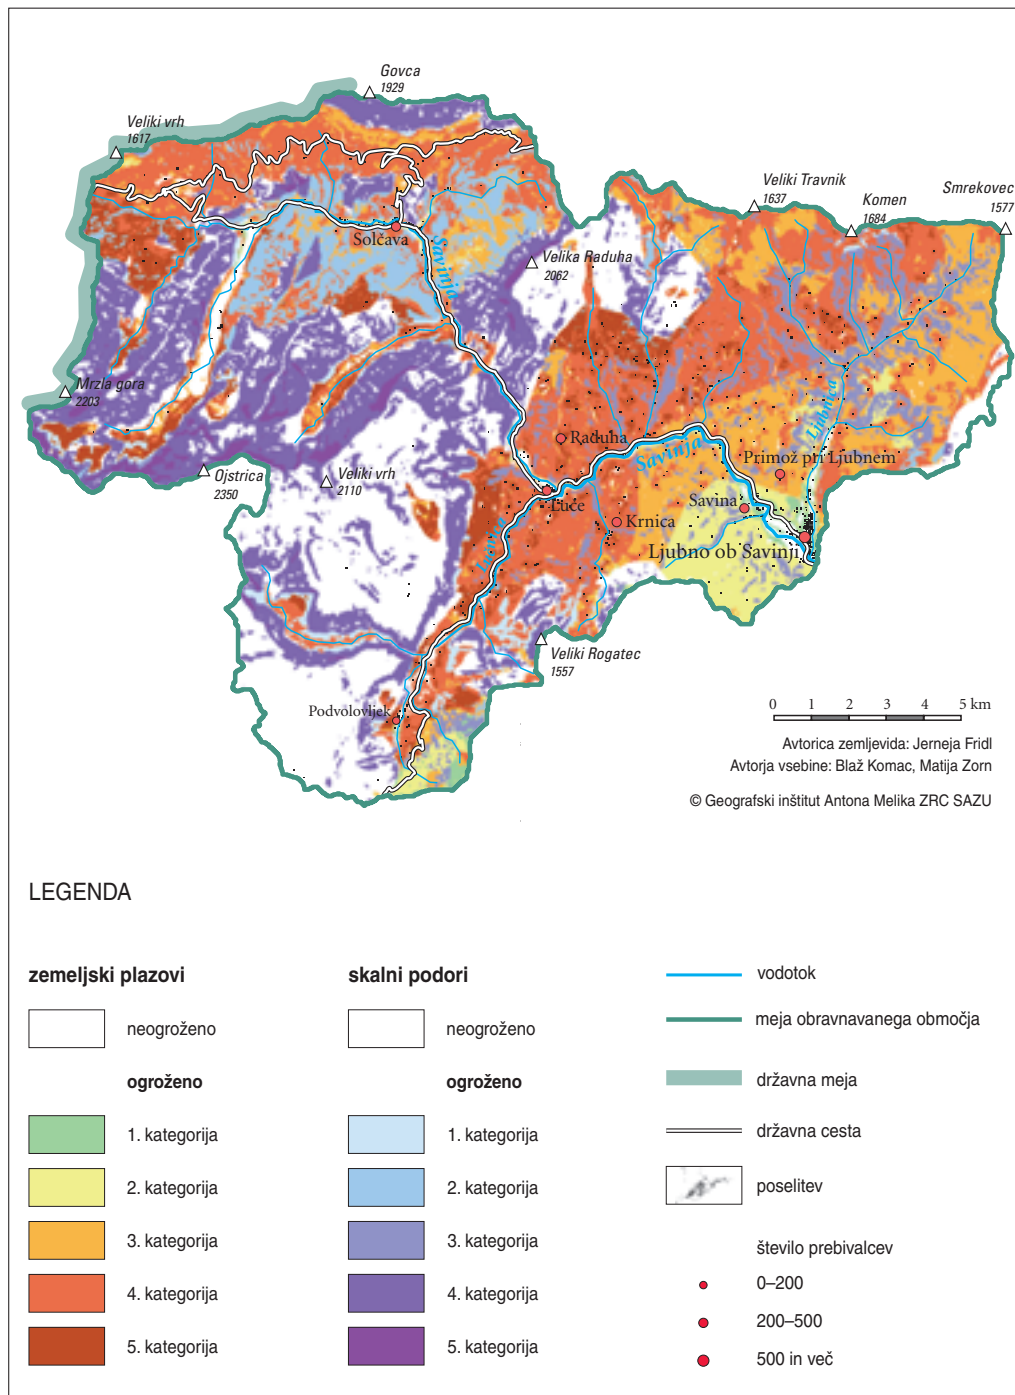 Govca
1929
Veliki vrh
1617
Veliki Travnik
1637
Komen
1684
Smrekovec
1577
Solčava
Savinja
Velika Raduha
2062
Mrzla gora
2203
Ljubnica
Raduha
Savinja
Primož pri Ljubnem
Ojstrica
2350
Veliki vrh
2110
Luče
Savina
Krnica
Ljubno ob Savinji
Lučnica
Veliki Rogatec
1557
Podvolovljek
0 1 2 3 4 5 km
Avtorica zemljevida: Jerneja Fridl
Avtorja vsebine: Blaž Komac, Matija Zorn
© Geografski inštitut Antona Melika ZRC SAZU
LEGENDA
zemeljski plazovi
neogroženo
ogroženo
1. kategorija
2. kategorija
3. kategorija
4. kategorija
5. kategorija
skalni podori
neogroženo
ogroženo
1. kategorija
2. kategorija
3. kategorija
4. kategorija
5. kategorija
vodotok
meja obravnavanega območja
državna meja
državna cesta
poselitev
število prebivalcev
0–200
200–500
500 in več